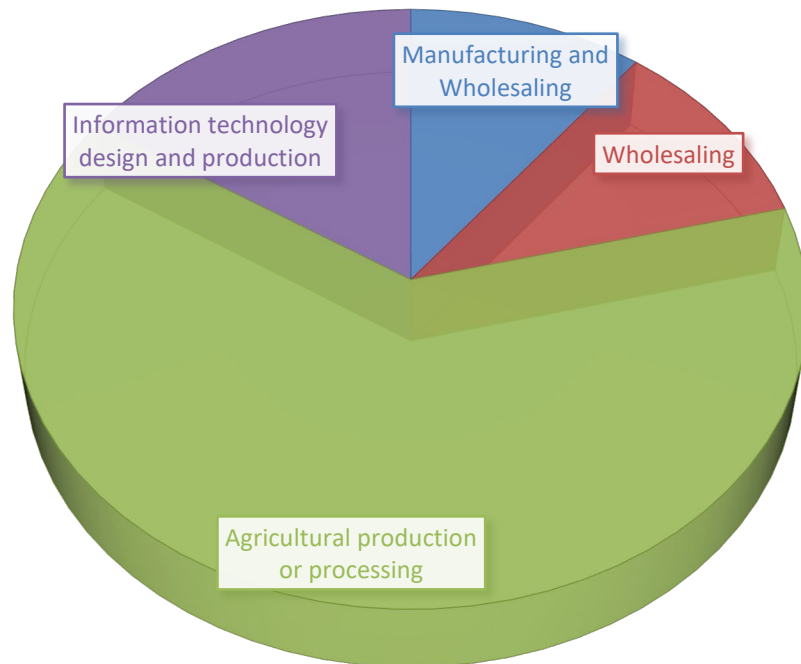 Manufacturing and
Wholesaling
Information technology
design and production
Wholesaling
Agricultural production
or processing